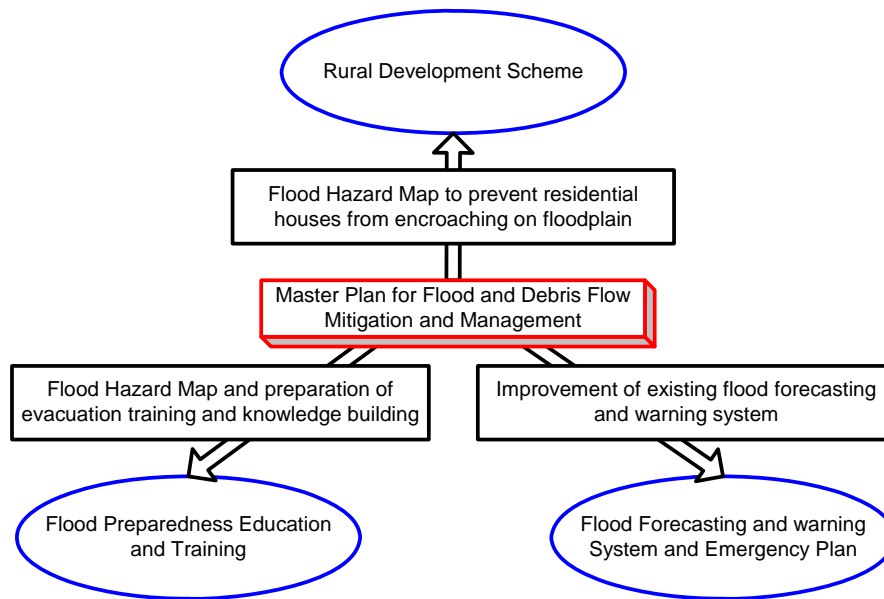 Rural Development Scheme
Flood Hazard Map to prevent residential
houses from encroaching on floodplain
Master Plan for Flood and Debris Flow
Mitigation and Management
Flood Hazard Map and preparation of
evacuation training and knowledge building
Improvement of existing flood forecasting
and warning system
Flood Preparedness Education
and Training
Flood Forecasting and warning
System and Emergency Plan